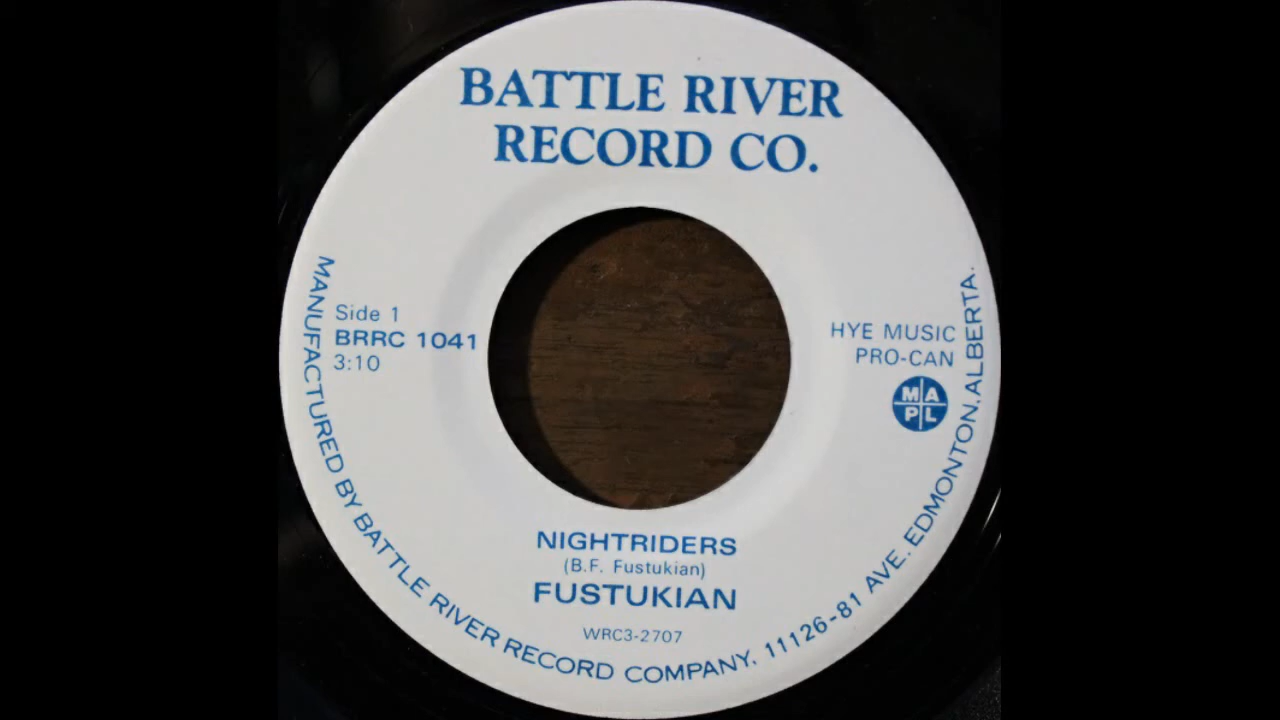 BATTLE RIVER
RECORD CO.
Side 1
BRRC 1041
3:10
HYE MUSIC
PRO-CAN
M A
P L
NIGHTRIDERS
(B.F. Fustukian)
FUSTUKIAN
WRC3-2707
MANUFACTURED BY BATTLE RIVER RECORD COMPANY, 11126-81 AVE. EDMONTON, ALBERTA.